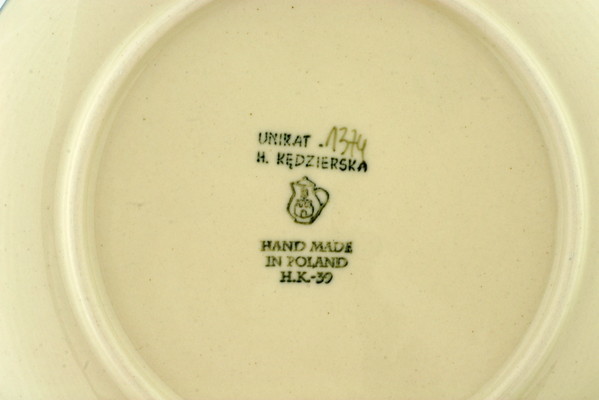 UNIKAT . 1374
H. KĘDZIERSKA
HAND MADE
IN POLAND
H.K.-39